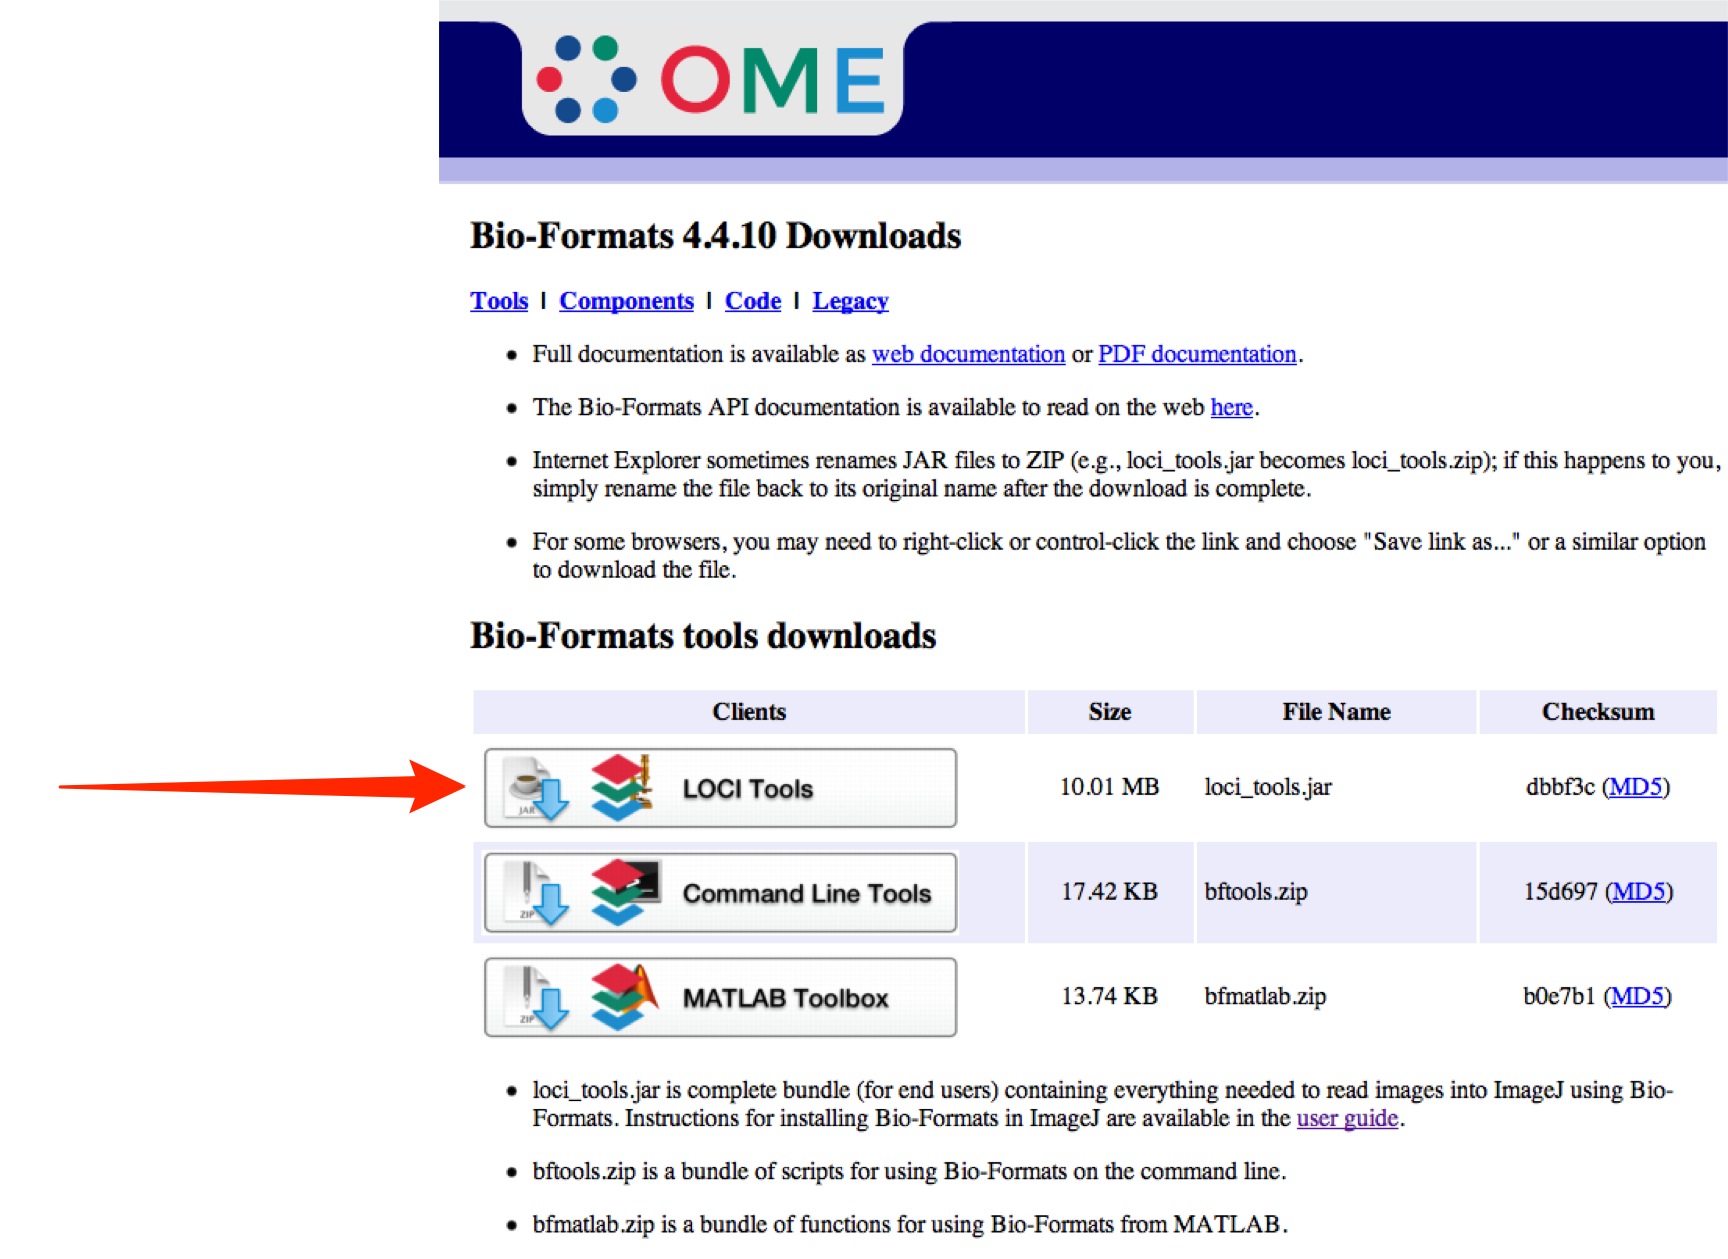 OME
Bio-Formats 4.4.10 Downloads
Tools | Components | Code | Legacy
• Full documentation is available as web documentation or PDF documentation.
• The Bio-Formats API documentation is available to read on the web here.
• Internet Explorer sometimes renames JAR files to ZIP (e.g., loci_tools.jar becomes loci_tools.zip); if this happens to you,
simply rename the file back to its original name after the download is complete.
• For some browsers, you may need to right-click or control-click the link and choose "Save link as..." or a similar option
to download the file.
Bio-Formats tools downloads
Clients Size File Name Checksum
JAR LOCI Tools 10.01 MB loci_tools.jar dbbf3c (MD5)
ZIP Command Line Tools 17.42 KB bftools.zip 15d697 (MD5)
ZIP MATLAB Toolbox 13.74 KB bfmatlab.zip b0e7b1 (MD5)
• loci_tools.jar is complete bundle (for end users) containing everything needed to read images into ImageJ using Bio-
Formats. Instructions for installing Bio-Formats in ImageJ are available in the user guide.
• bftools.zip is a bundle of scripts for using Bio-Formats on the command line.
• bfmatlab.zip is a bundle of functions for using Bio-Formats from MATLAB.